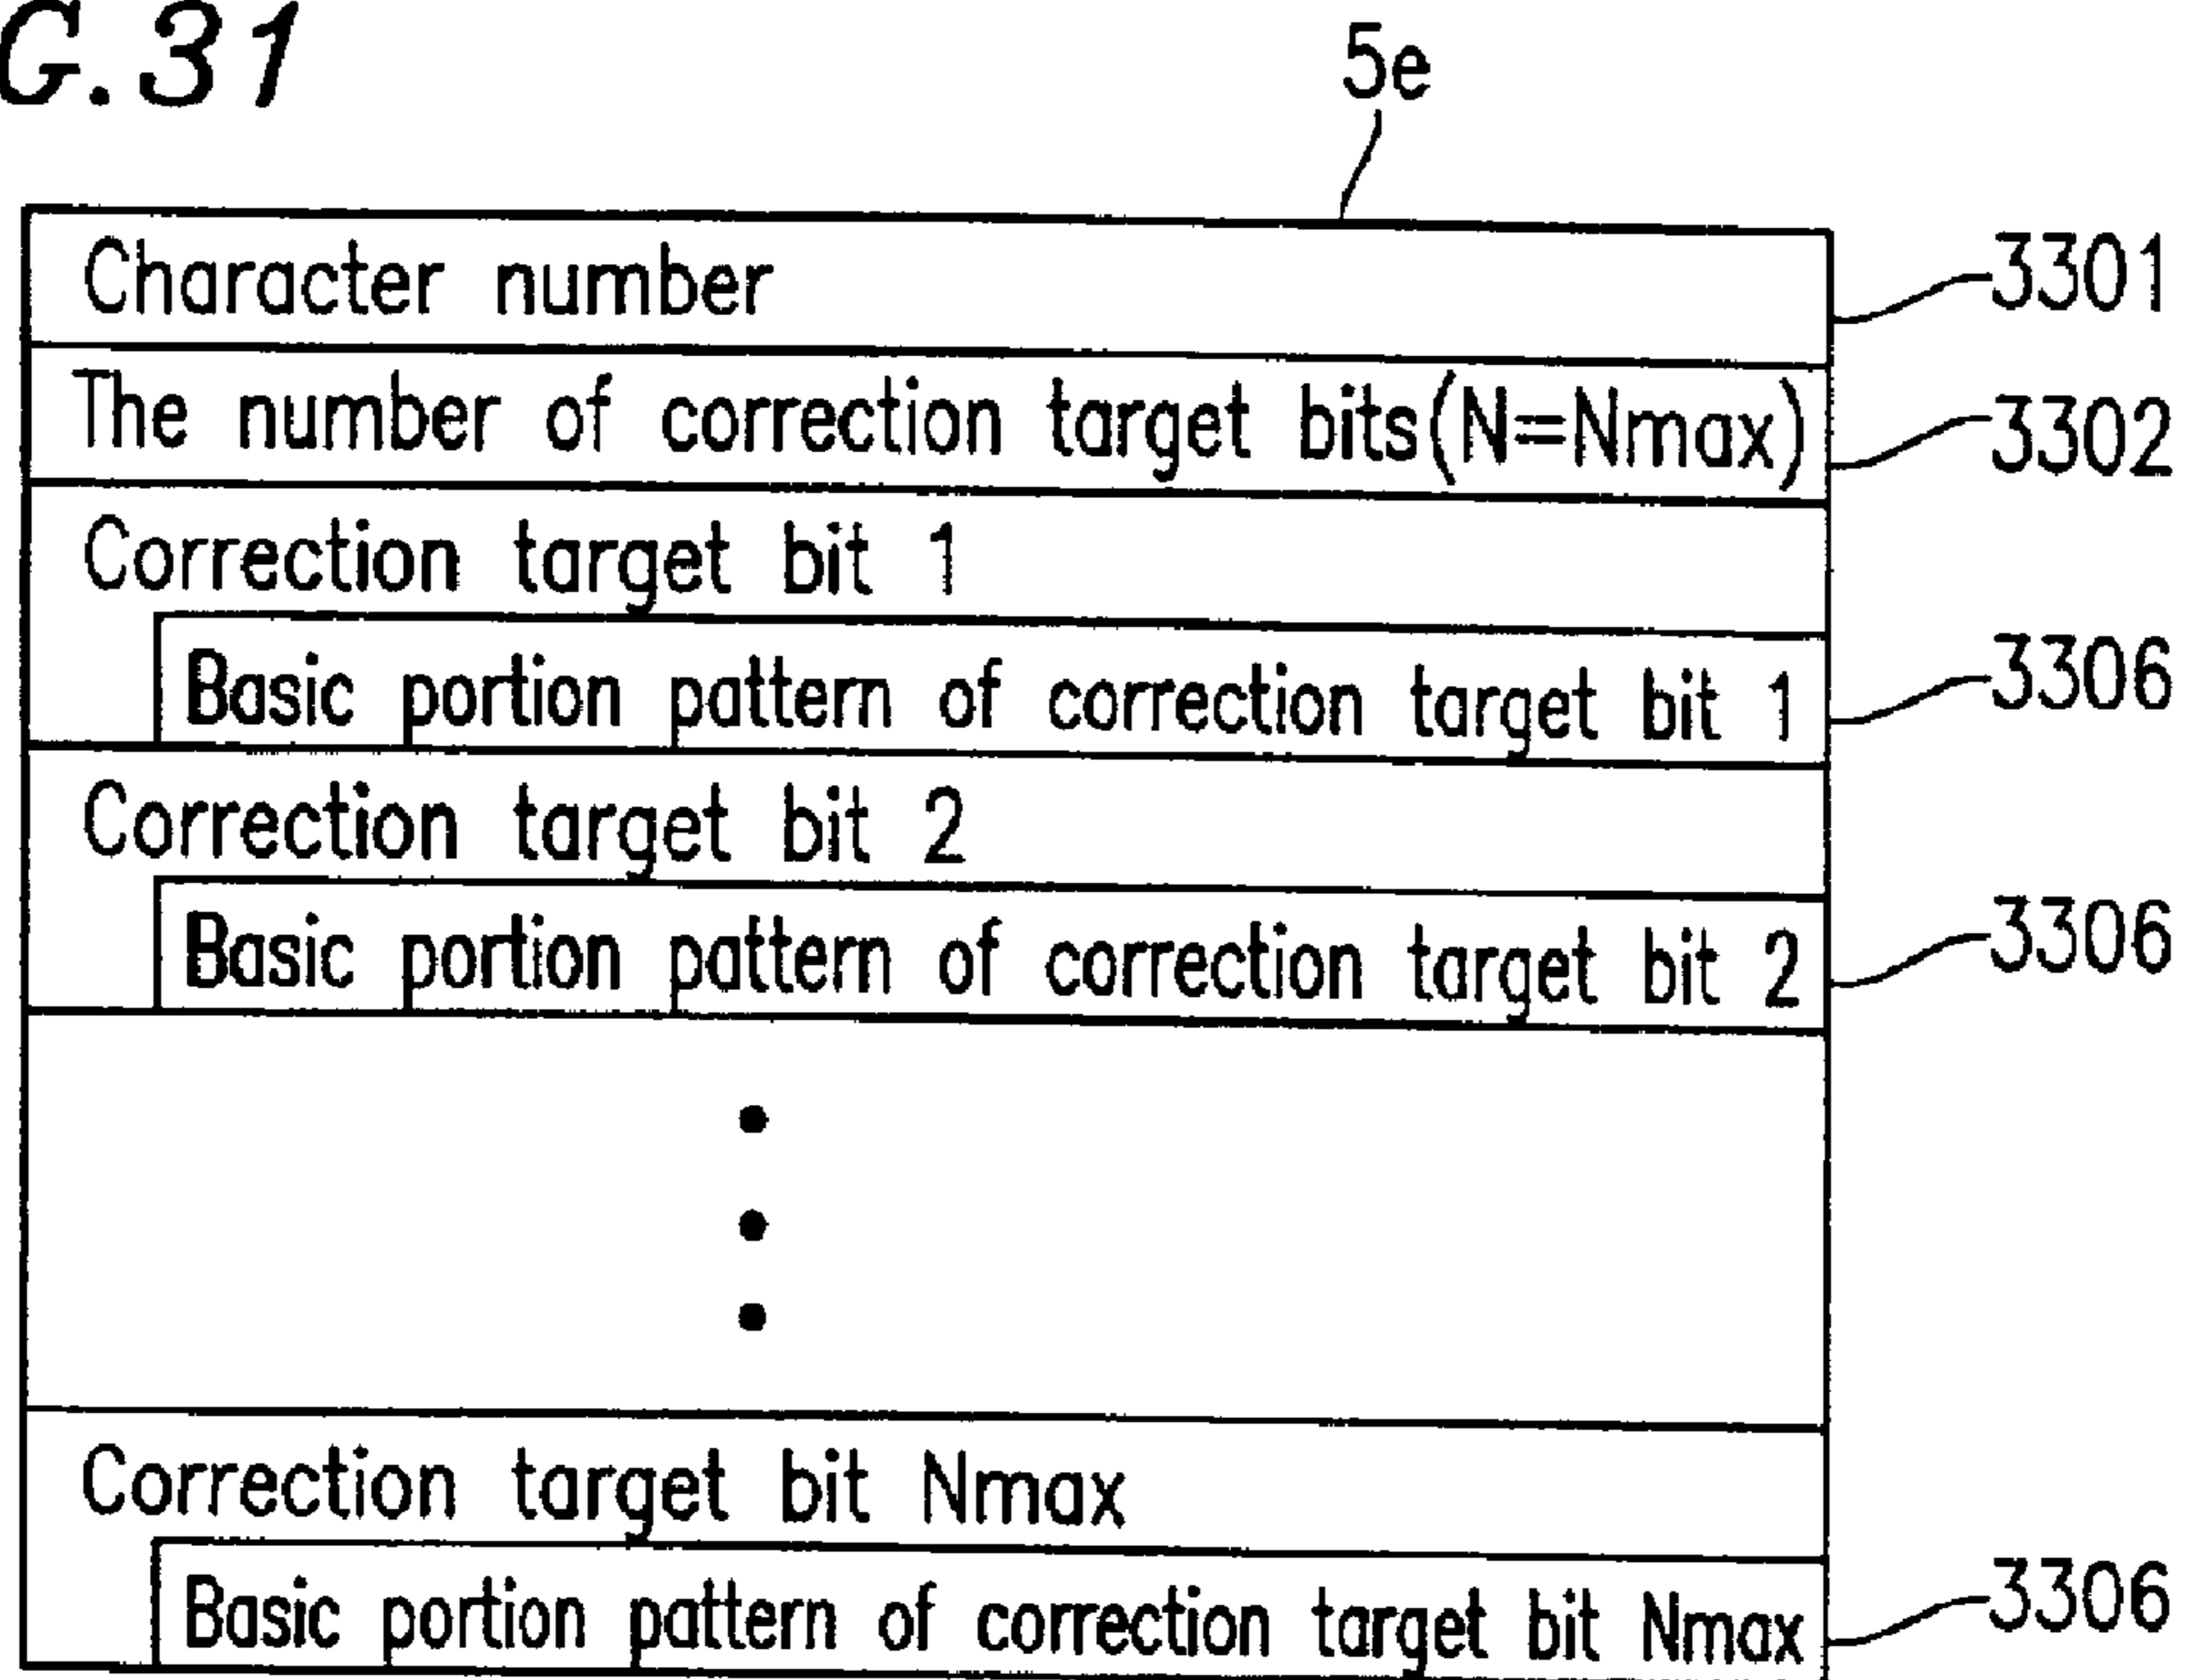 G.31
5e
Character number
3301
The number of correction target bits(N=Nmax)
3302
Correction target bit 1
Basic portion pattern of correction target bit 1
3306
Correction target bit 2
Basic portion pattern of correction target bit 2
3306
Correction target bit Nmax
Basic portion pattern of correction target bit Nmax
3306